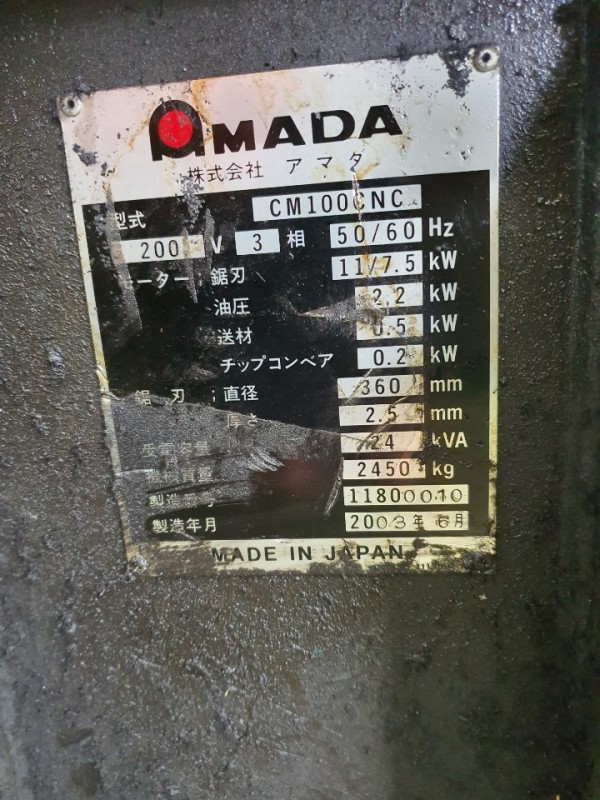 AMADA
株式会社 アマダ
型式 CM100CNC
200 V 3 相 50/60 Hz
モーター ; 鋸刃 11/7.5 kW
油圧 2.2 kW
送材 0.5 kW
チップコンベア 0.2 kW
鋸 刃 ; 直径 360 mm
厚さ 2.5 mm
受電容量 24 kVA
機械質量 2450 kg
製造番号 11800010
製造年月 2003年 6月
MADE IN JAPAN